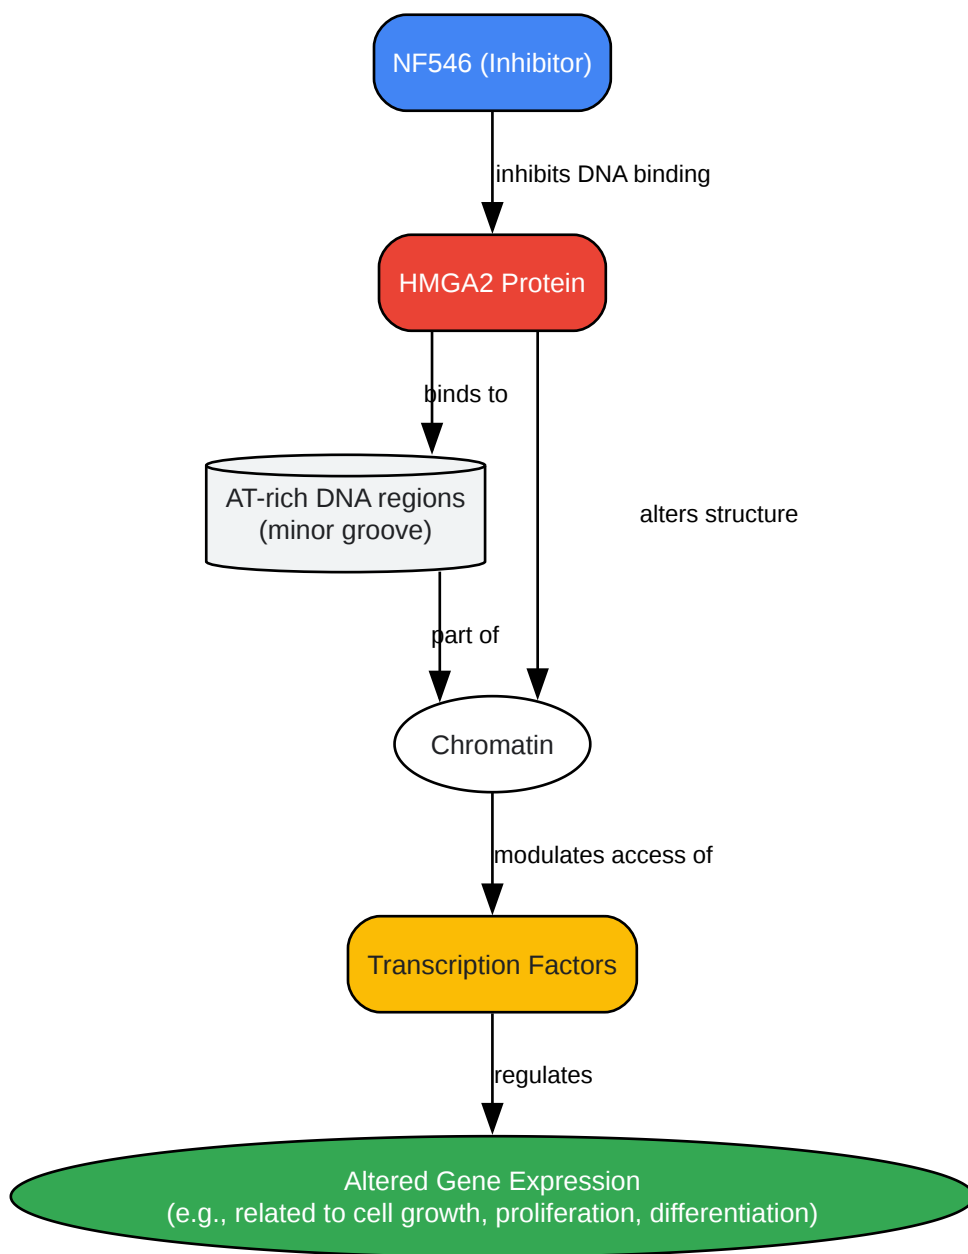 NF546 (Inhibitor)
inhibits DNA binding
HMGA2 Protein
binds to
AT-rich DNA regions
(minor groove)
alters structure
part of
Chromatin
modulates access of
Transcription Factors
regulates
Altered Gene Expression
(e.g., related to cell growth, proliferation, differentiation)